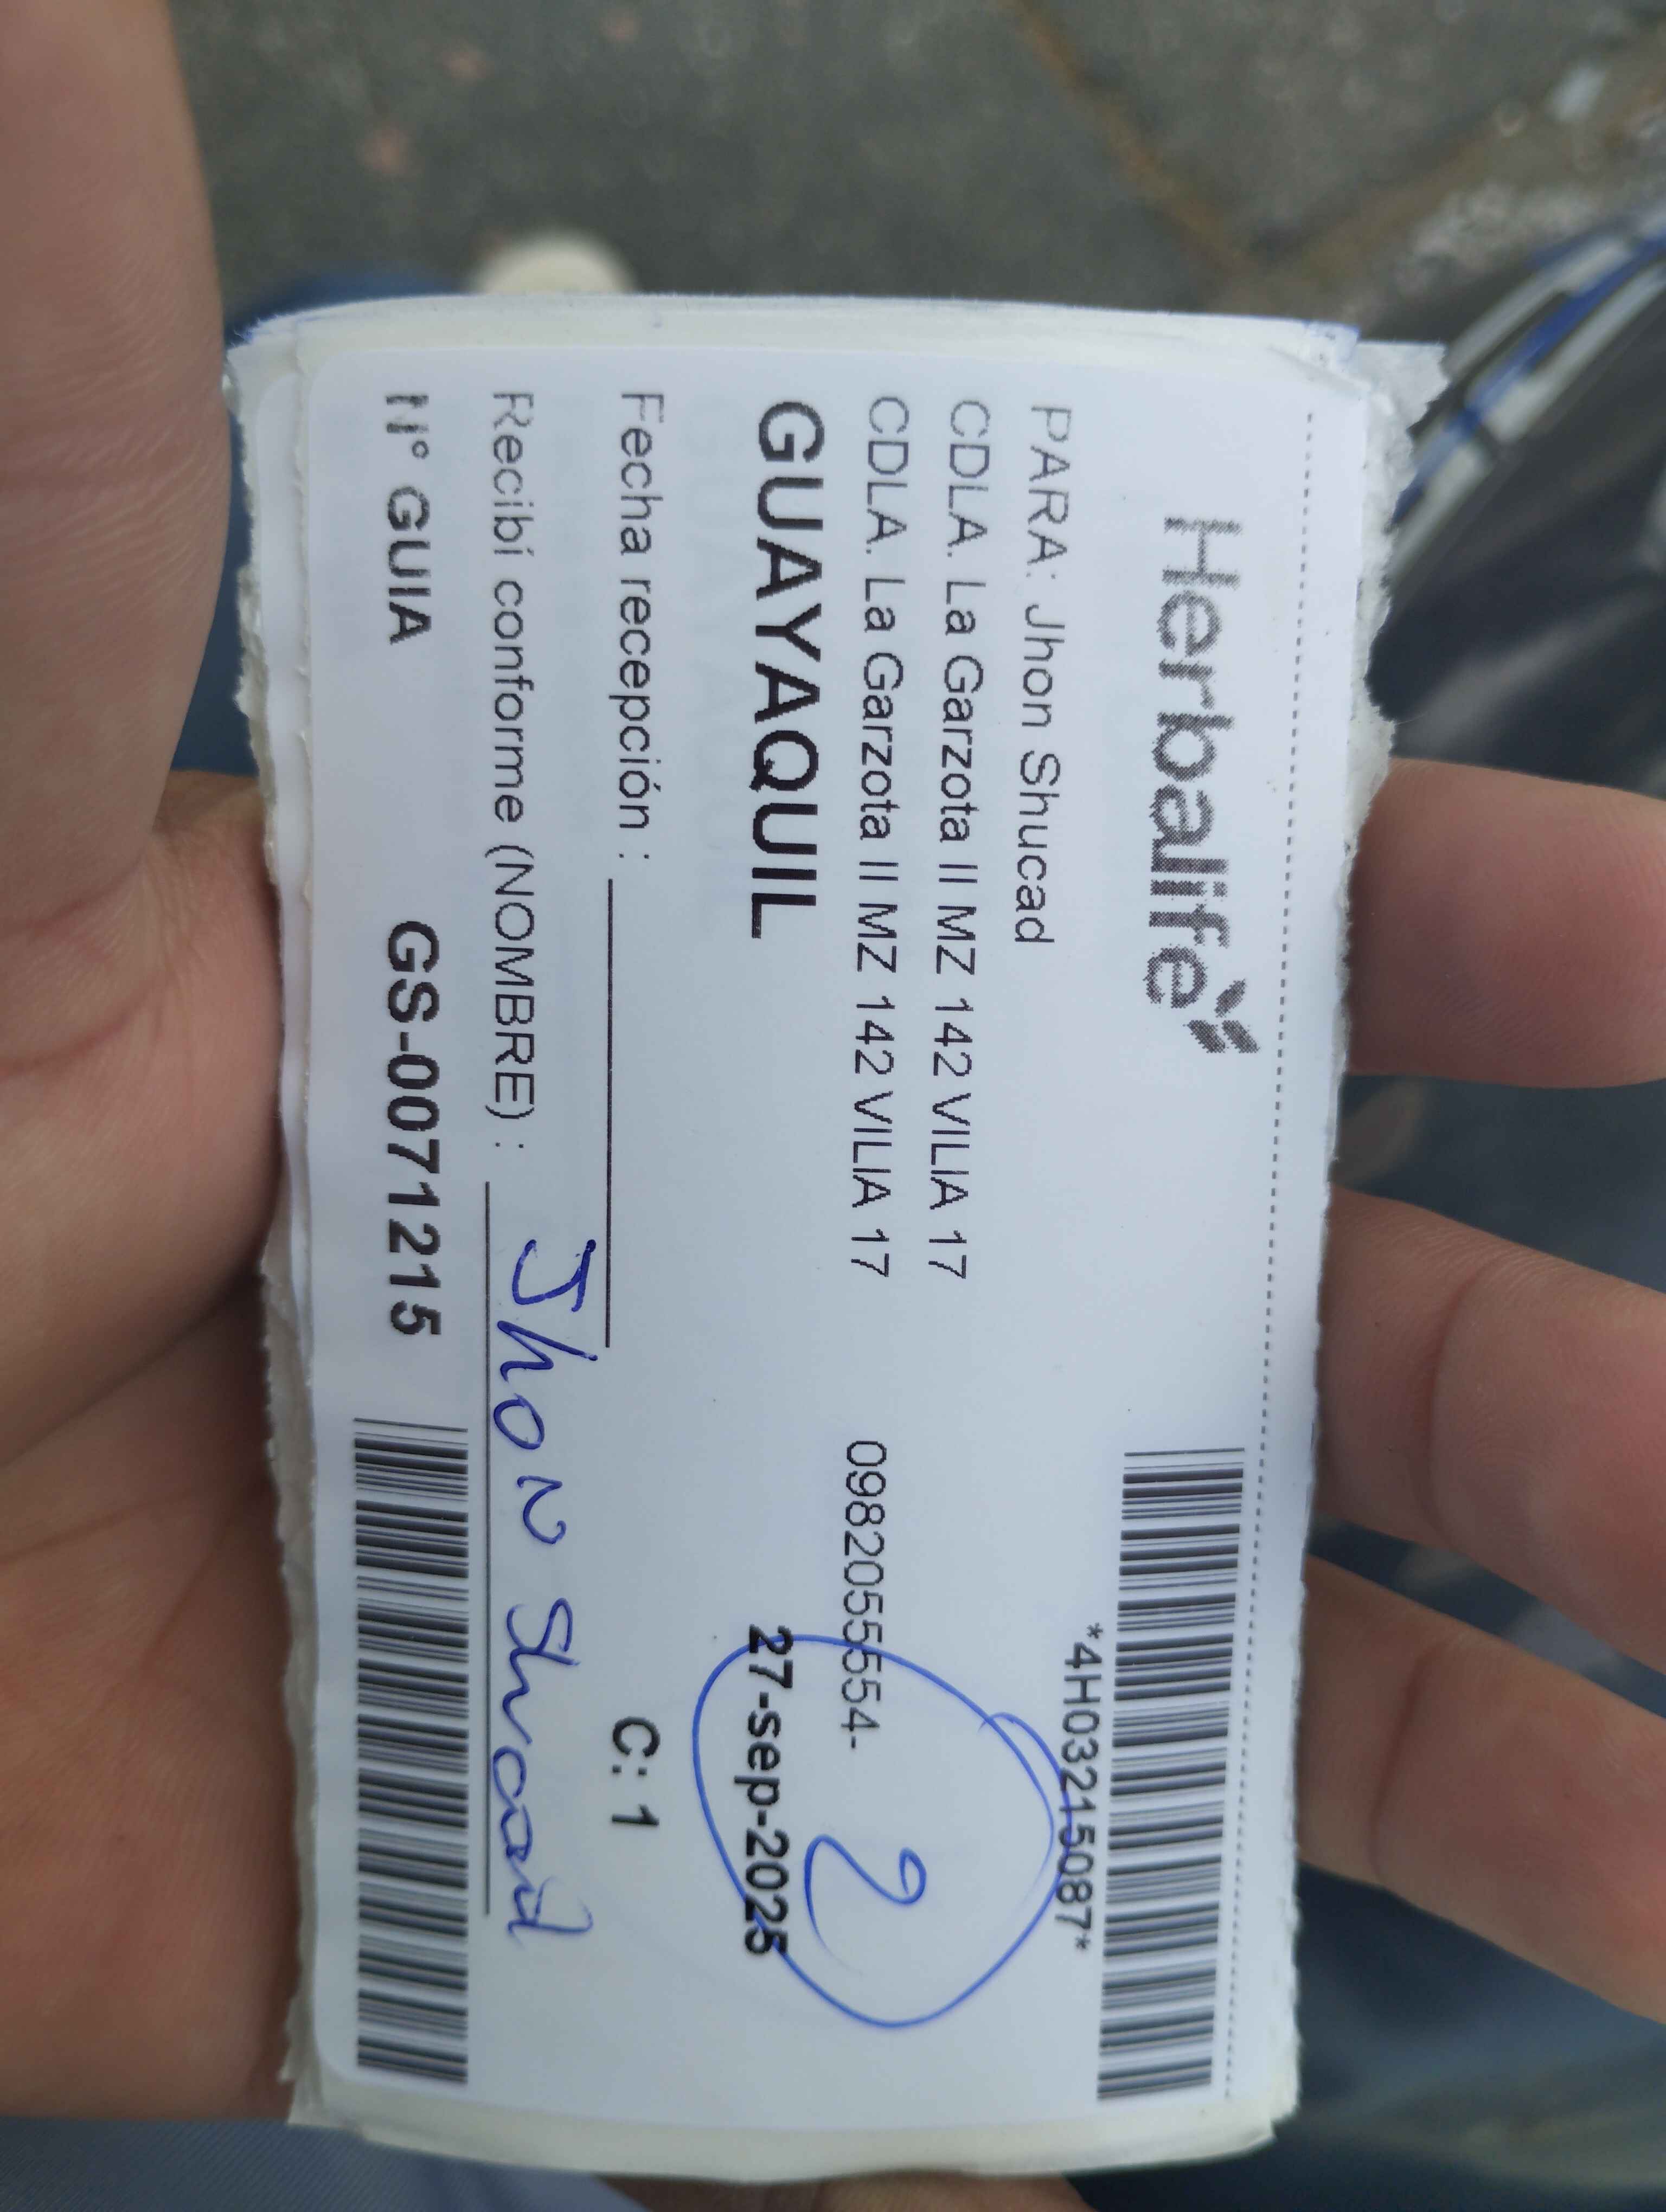 Herbalife
*4H03215087*
PARA: Jhon Shucad
CDLA. La Garzota II MZ 142 VILIA 17
CDLA. La Garzota II MZ 142 VILIA 17 0982055554-
2
GUAYAQUIL 27-sep-2025
Fecha recepción : C: 1
Recibí conforme (NOMBRE) : Jhon Shucad
N° GUIA GS-0071215